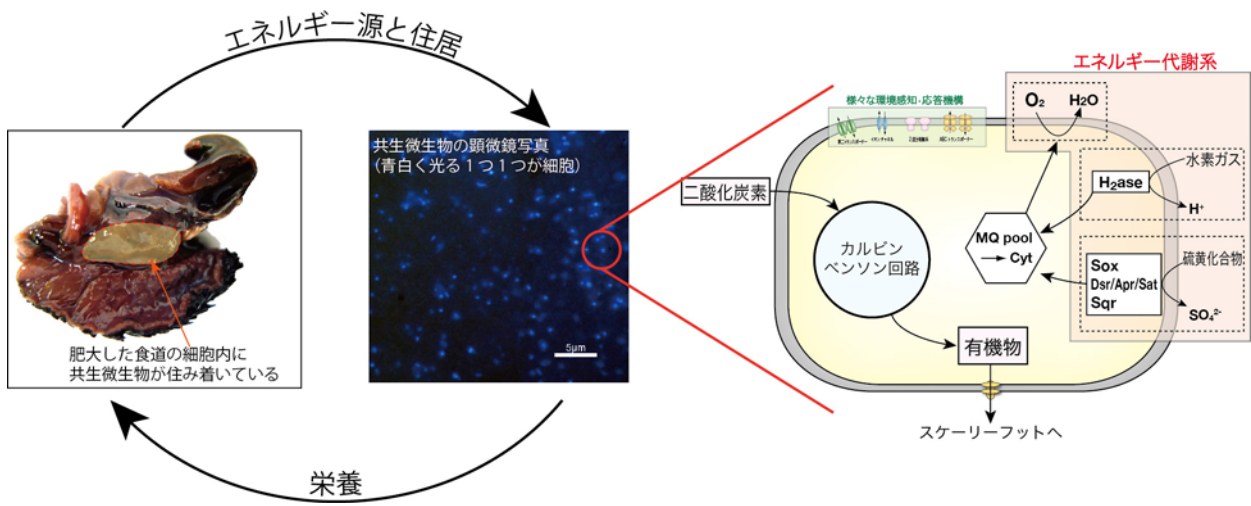 エネルギー源と住居
共生微生物の顕微鏡写真
（青白く光る１つ１つが細胞）
5μm
肥大した食道の細胞内に
共生微生物が住み着いている
栄養
エネルギー代謝系
様々な環境感知・応答機構
O₂ H₂O
水素ガス
H₂ase
H⁺
二酸化炭素
カルビン
ベンソン回路
MQ pool
→ Cyt
Sox
Dsr/Apr/Sat
Sqr
硫黄化合物
SO₄²⁻
有機物
スケーリーフットへ